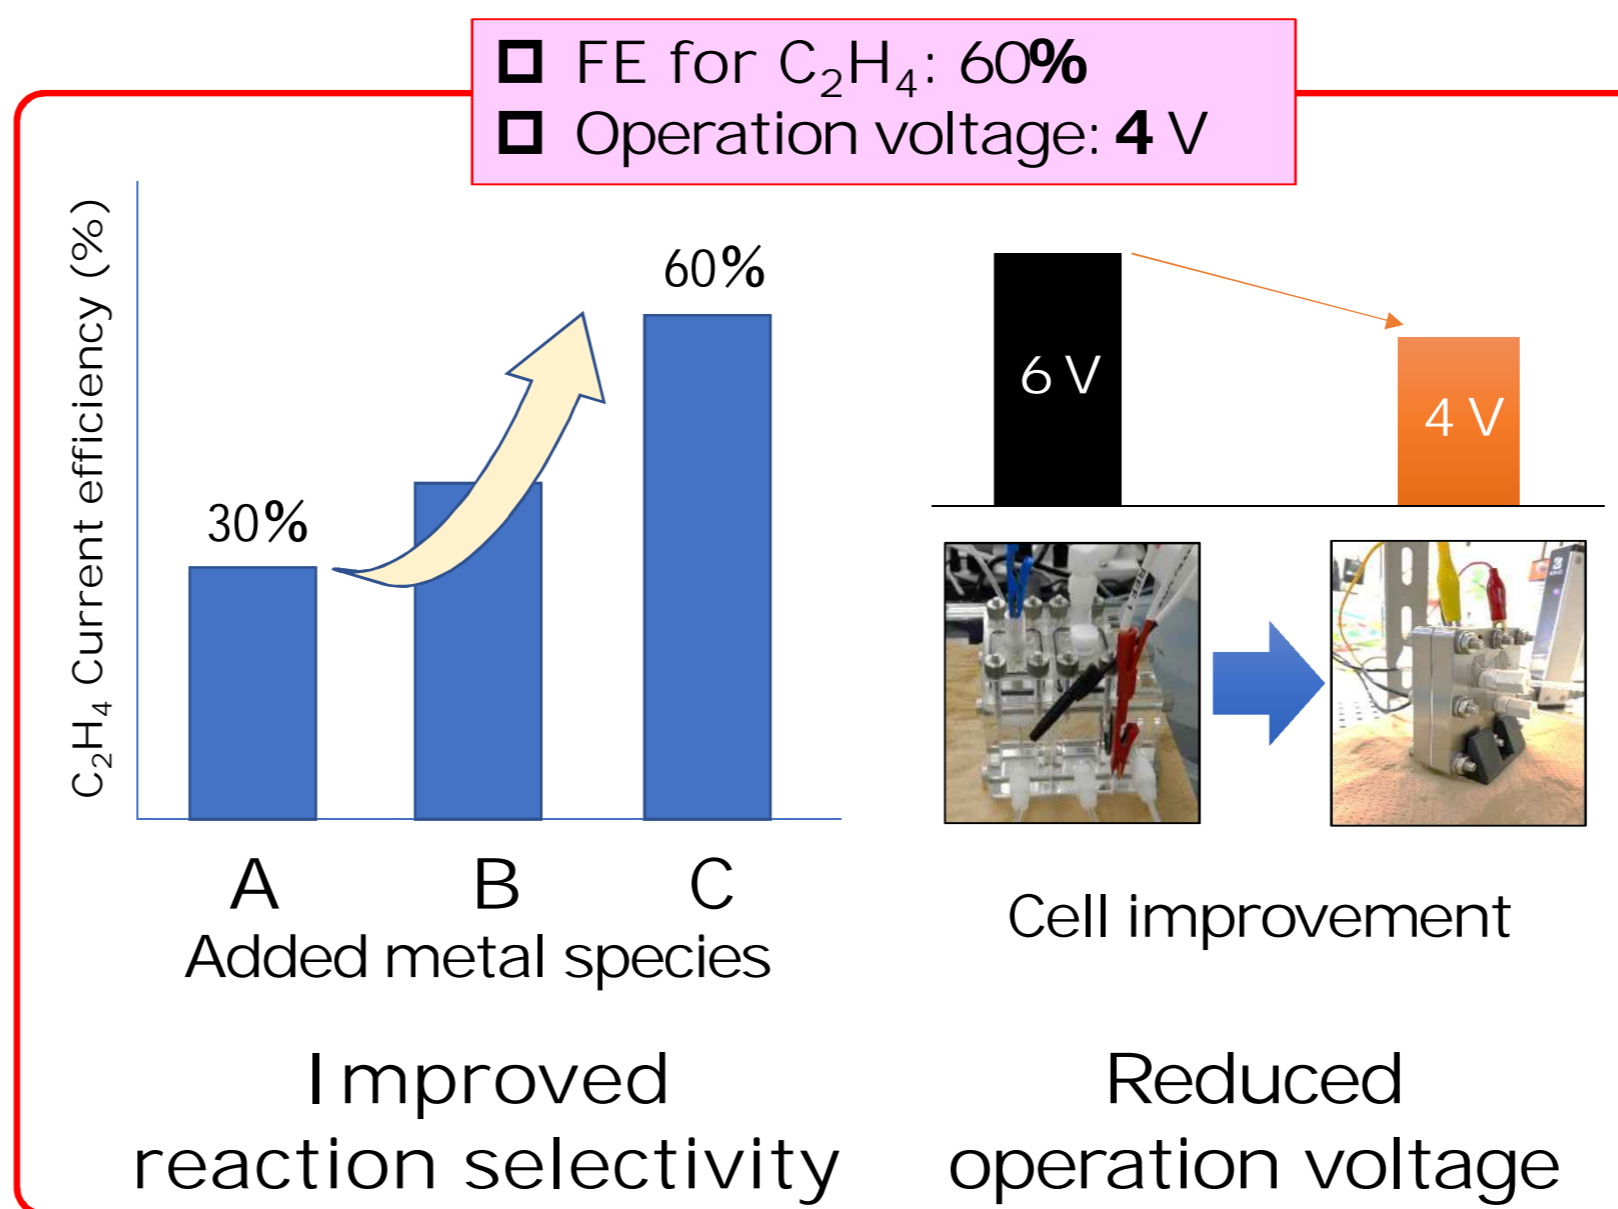 FE for C₂H₄: 60%
Operation voltage: 4 V
C₂H₄ Current efficiency (%)
30%
60%
A B C
Added metal species
Improved
reaction selectivity
6 V
4 V
Cell improvement
Reduced
operation voltage